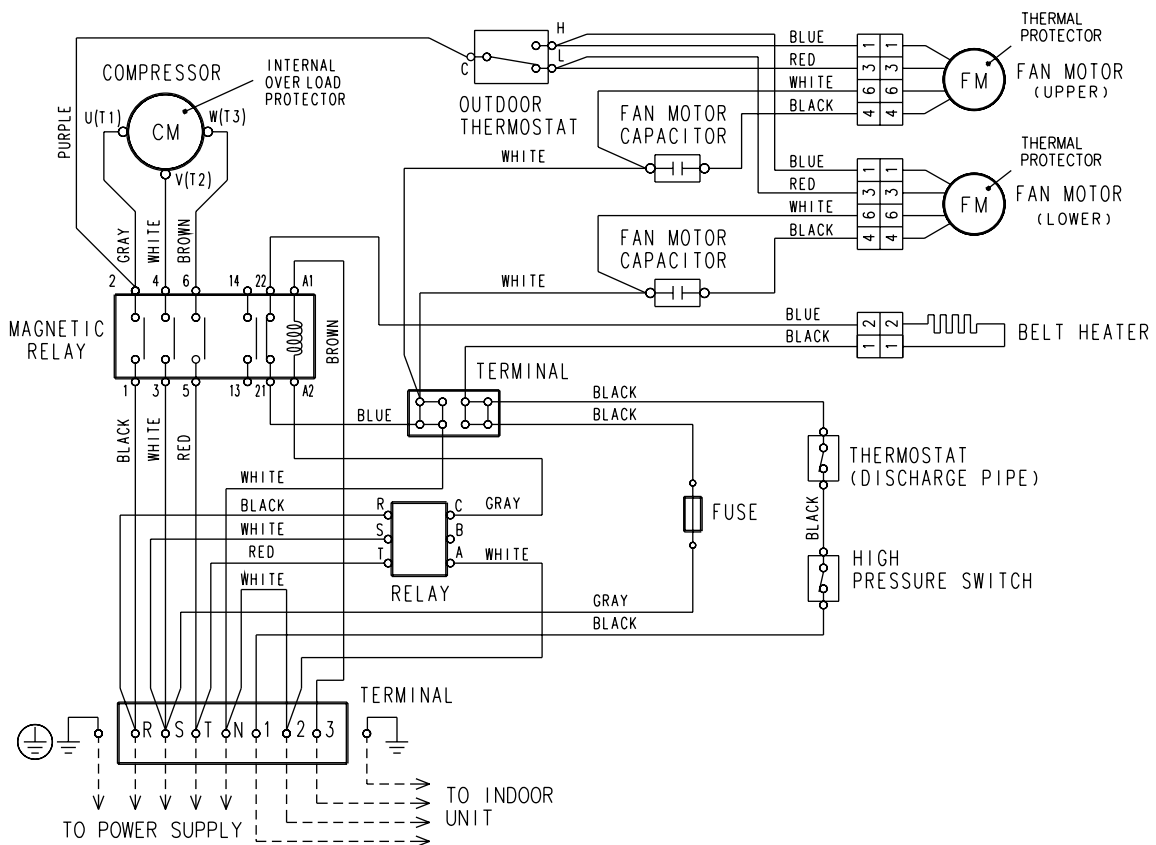 H
BLUE
1 1
THERMAL
PROTECTOR
L
RED
3 3
FM
FAN MOTOR
(UPPER)
C
WHITE
6 6
BLACK
4 4
COMPRESSOR
INTERNAL
OVER LOAD
PROTECTOR
OUTDOOR
THERMOSTAT
FAN MOTOR
CAPACITOR
PURPLE
U(T1)
CM
W(T3)
V(T2)
WHITE
BLUE
1 1
THERMAL
PROTECTOR
RED
3 3
FM
FAN MOTOR
(LOWER)
WHITE
6 6
BLACK
4 4
FAN MOTOR
CAPACITOR
GRAY
WHITE
BROWN
WHITE
2 4 6 14 22 A1
MAGNETIC
RELAY
BROWN
BLUE
2 2
BLACK
1 1
BELT HEATER
1 3 5 13 21 A2
TERMINAL
BLACK
BLUE
BLACK
BLACK
WHITE
RED
THERMOSTAT
(DISCHARGE PIPE)
WHITE
BLACK
R
C
GRAY
WHITE
S
B
RED
T
A
WHITE
FUSE
BLACK
WHITE
RELAY
HIGH
PRESSURE SWITCH
GRAY
BLACK
TERMINAL
R S T N 1 2 3
TO POWER SUPPLY
TO INDOOR
UNIT